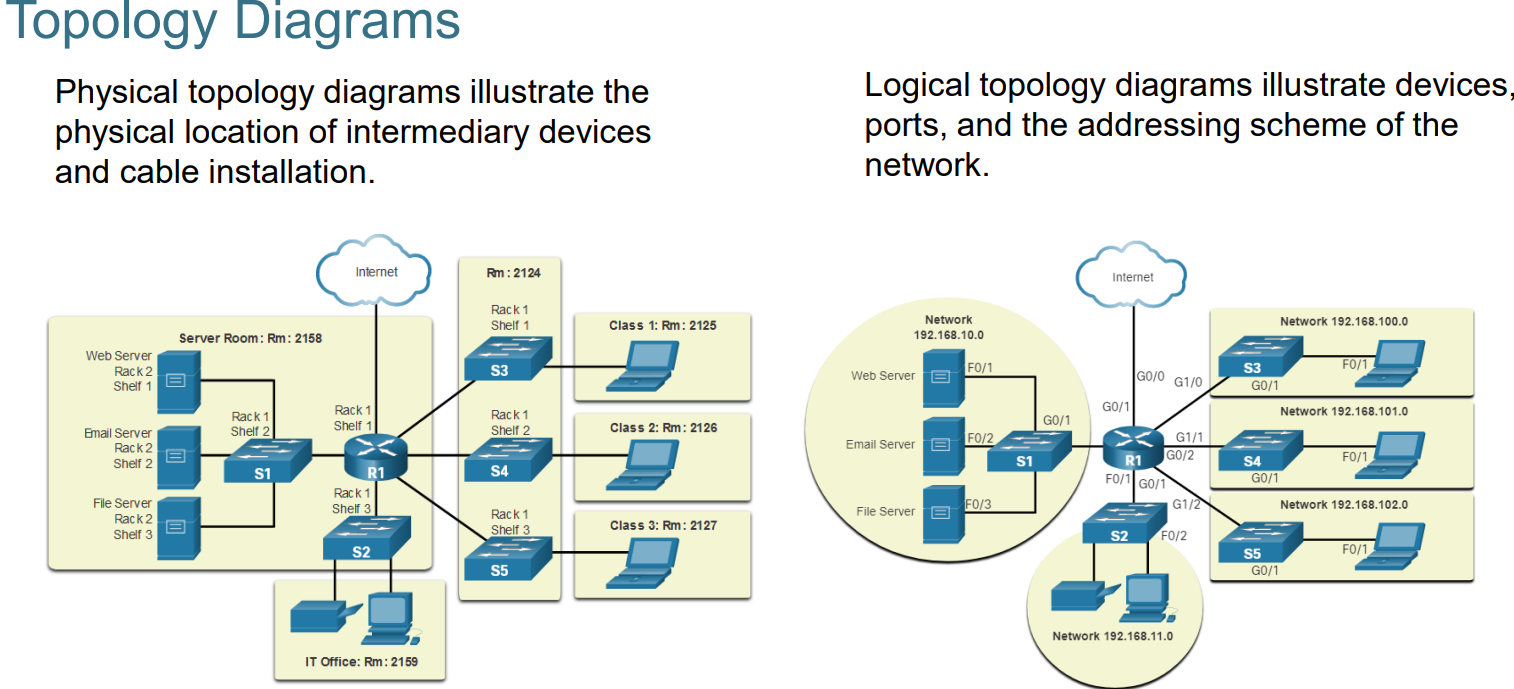 Topology Diagrams
Physical topology diagrams illustrate the
physical location of intermediary devices
and cable installation.
Internet
Server Room: Rm: 2158
Web Server
Rack 2
Shelf 1
Email Server
Rack 2
Shelf 2
File Server
Rack 2
Shelf 3
Rack 1
Shelf 2
S1
Rack 1
Shelf 1
R1
Rack 1
Shelf 3
S2
IT Office: Rm: 2159
Rm: 2124
Rack 1
Shelf 1
S3
Rack 1
Shelf 2
S4
Rack 1
Shelf 3
S5
Class 1: Rm: 2125
Class 2: Rm: 2126
Class 3: Rm: 2127
Logical topology diagrams illustrate devices,
ports, and the addressing scheme of the
network.
Internet
Network
192.168.10.0
Web Server
F0/1
Email Server
F0/2
File Server
F0/3
G0/1
S1
G0/0
G1/0
G0/1
R1
G1/1
G0/2
F0/1
G0/1
G1/2
S2
F0/2
Network 192.168.11.0
Network 192.168.100.0
S3
G0/1
F0/1
Network 192.168.101.0
S4
G0/1
F0/1
Network 192.168.102.0
S5
G0/1
F0/1